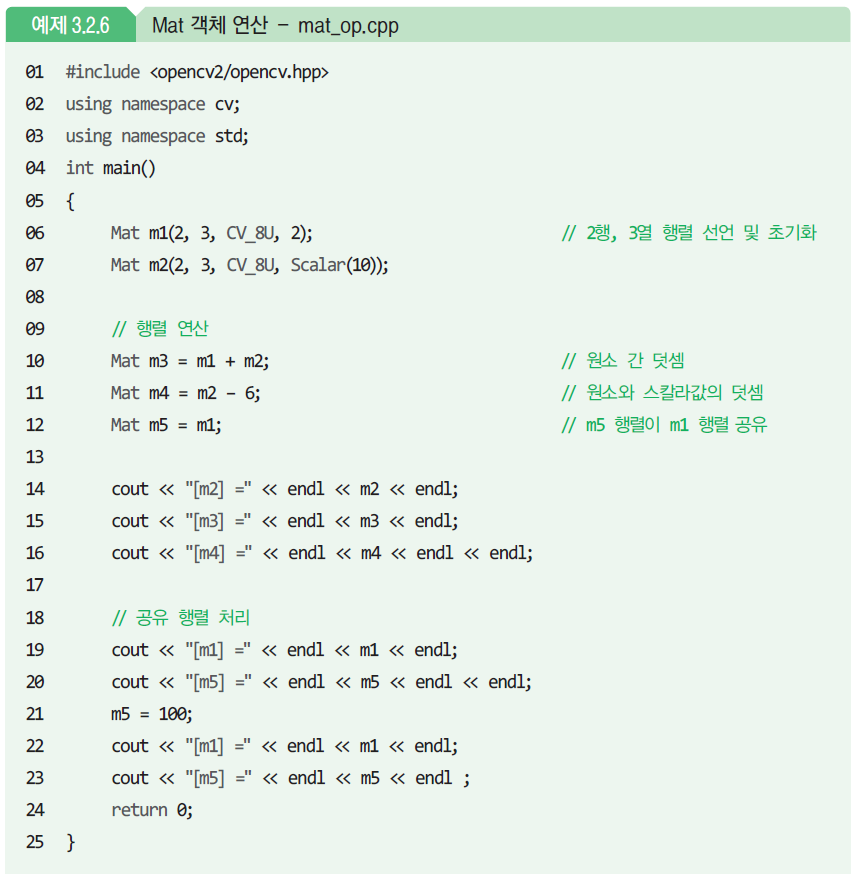 예제 3.2.6 Mat 객체 연산 - mat_op.cpp
01 #include <opencv2/opencv.hpp>
02 using namespace cv;
03 using namespace std;
04 int main()
05 {
06 Mat m1(2, 3, CV_8U, 2); // 2행, 3열 행렬 선언 및 초기화
07 Mat m2(2, 3, CV_8U, Scalar(10));
08
09 // 행렬 연산
10 Mat m3 = m1 + m2; // 원소 간 덧셈
11 Mat m4 = m2 - 6; // 원소와 스칼라값의 덧셈
12 Mat m5 = m1; // m5 행렬이 m1 행렬 공유
13
14 cout << "[m2] =" << endl << m2 << endl;
15 cout << "[m3] =" << endl << m3 << endl;
16 cout << "[m4] =" << endl << m4 << endl << endl;
17
18 // 공유 행렬 처리
19 cout << "[m1] =" << endl << m1 << endl;
20 cout << "[m5] =" << endl << m5 << endl << endl;
21 m5 = 100;
22 cout << "[m1] =" << endl << m1 << endl;
23 cout << "[m5] =" << endl << m5 << endl ;
24 return 0;
25 }